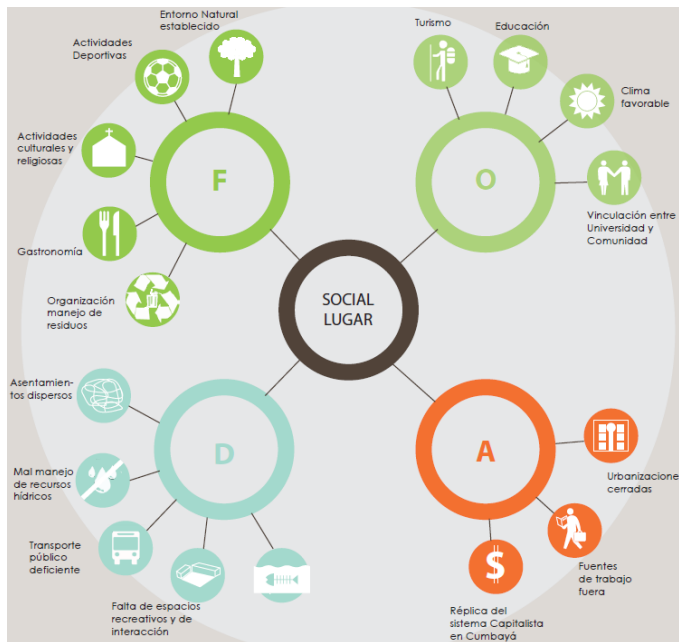 Entorno Natural
establecido
Actividades
Deportivas
Actividades
culturales y
religiosas
Gastronomía
Organización
manejo de
residuos
F
Turismo
Educación
Clima
favorable
Vinculación entre
Universidad y
Comunidad
O
SOCIAL
LUGAR
Asentamien-
tos dispersos
Mal manejo
de recursos
hídricos
Transporte
público
deficiente
Falta de espacios
recreativos y de
interacción
D
A
Urbanizacione
cerradas
Fuentes
de trabajo
fuera
$
Réplica del
sistema Capitalista
en Cumbayá